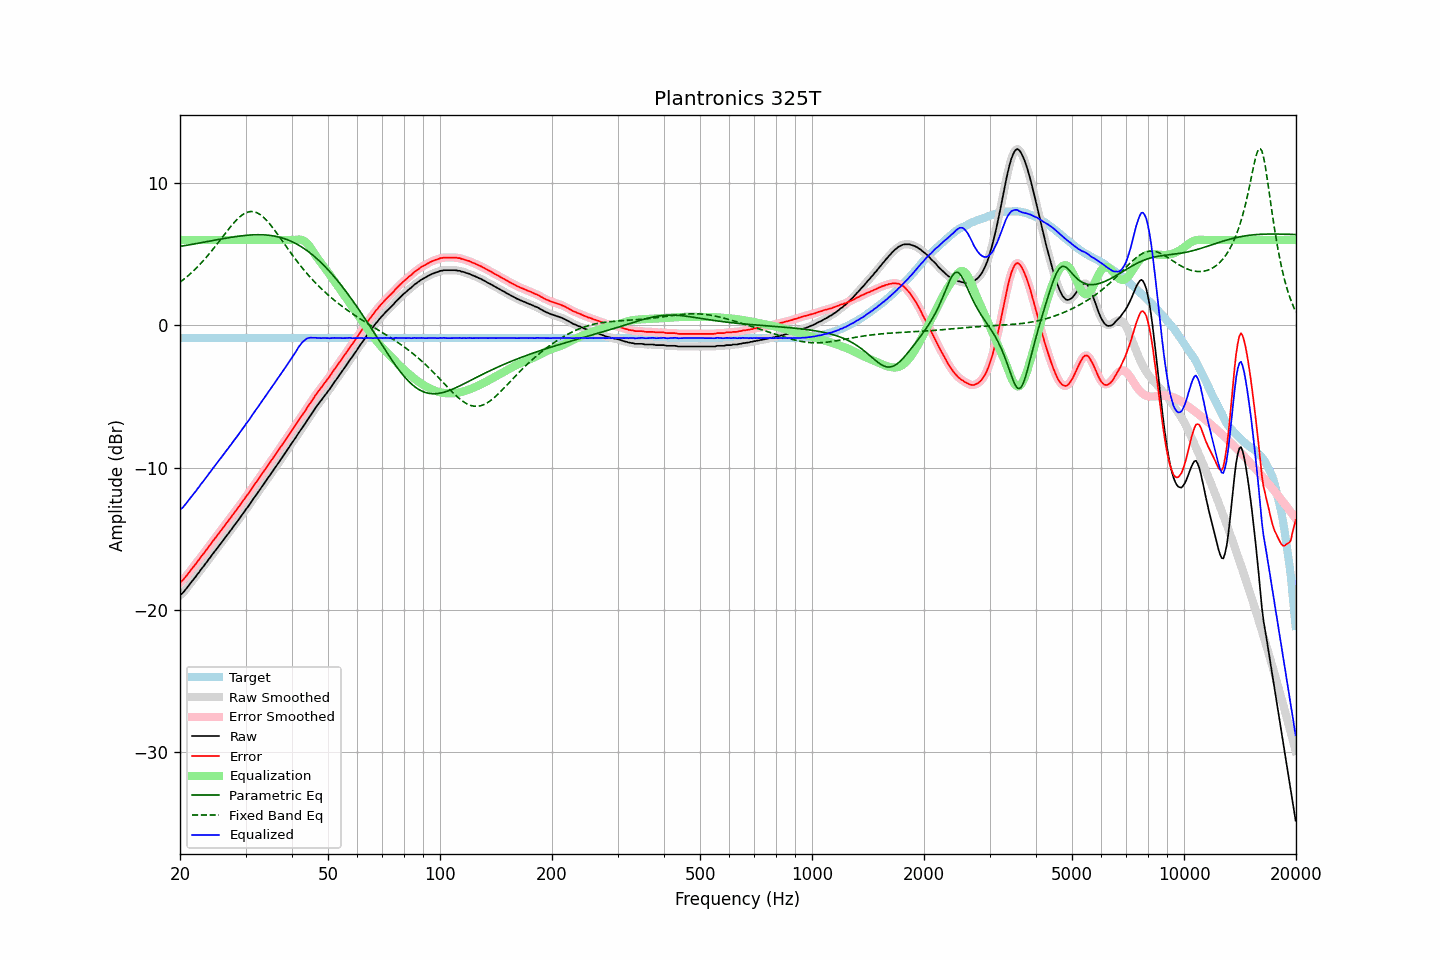 Plantronics 325T
10
0
−10
−20
−30
Amplitude (dBr)
20
50
100
200
500
1000
2000
5000
10000
20000
Frequency (Hz)
Target
Raw Smoothed
Error Smoothed
Raw
Error
Equalization
Parametric Eq
Fixed Band Eq
Equalized